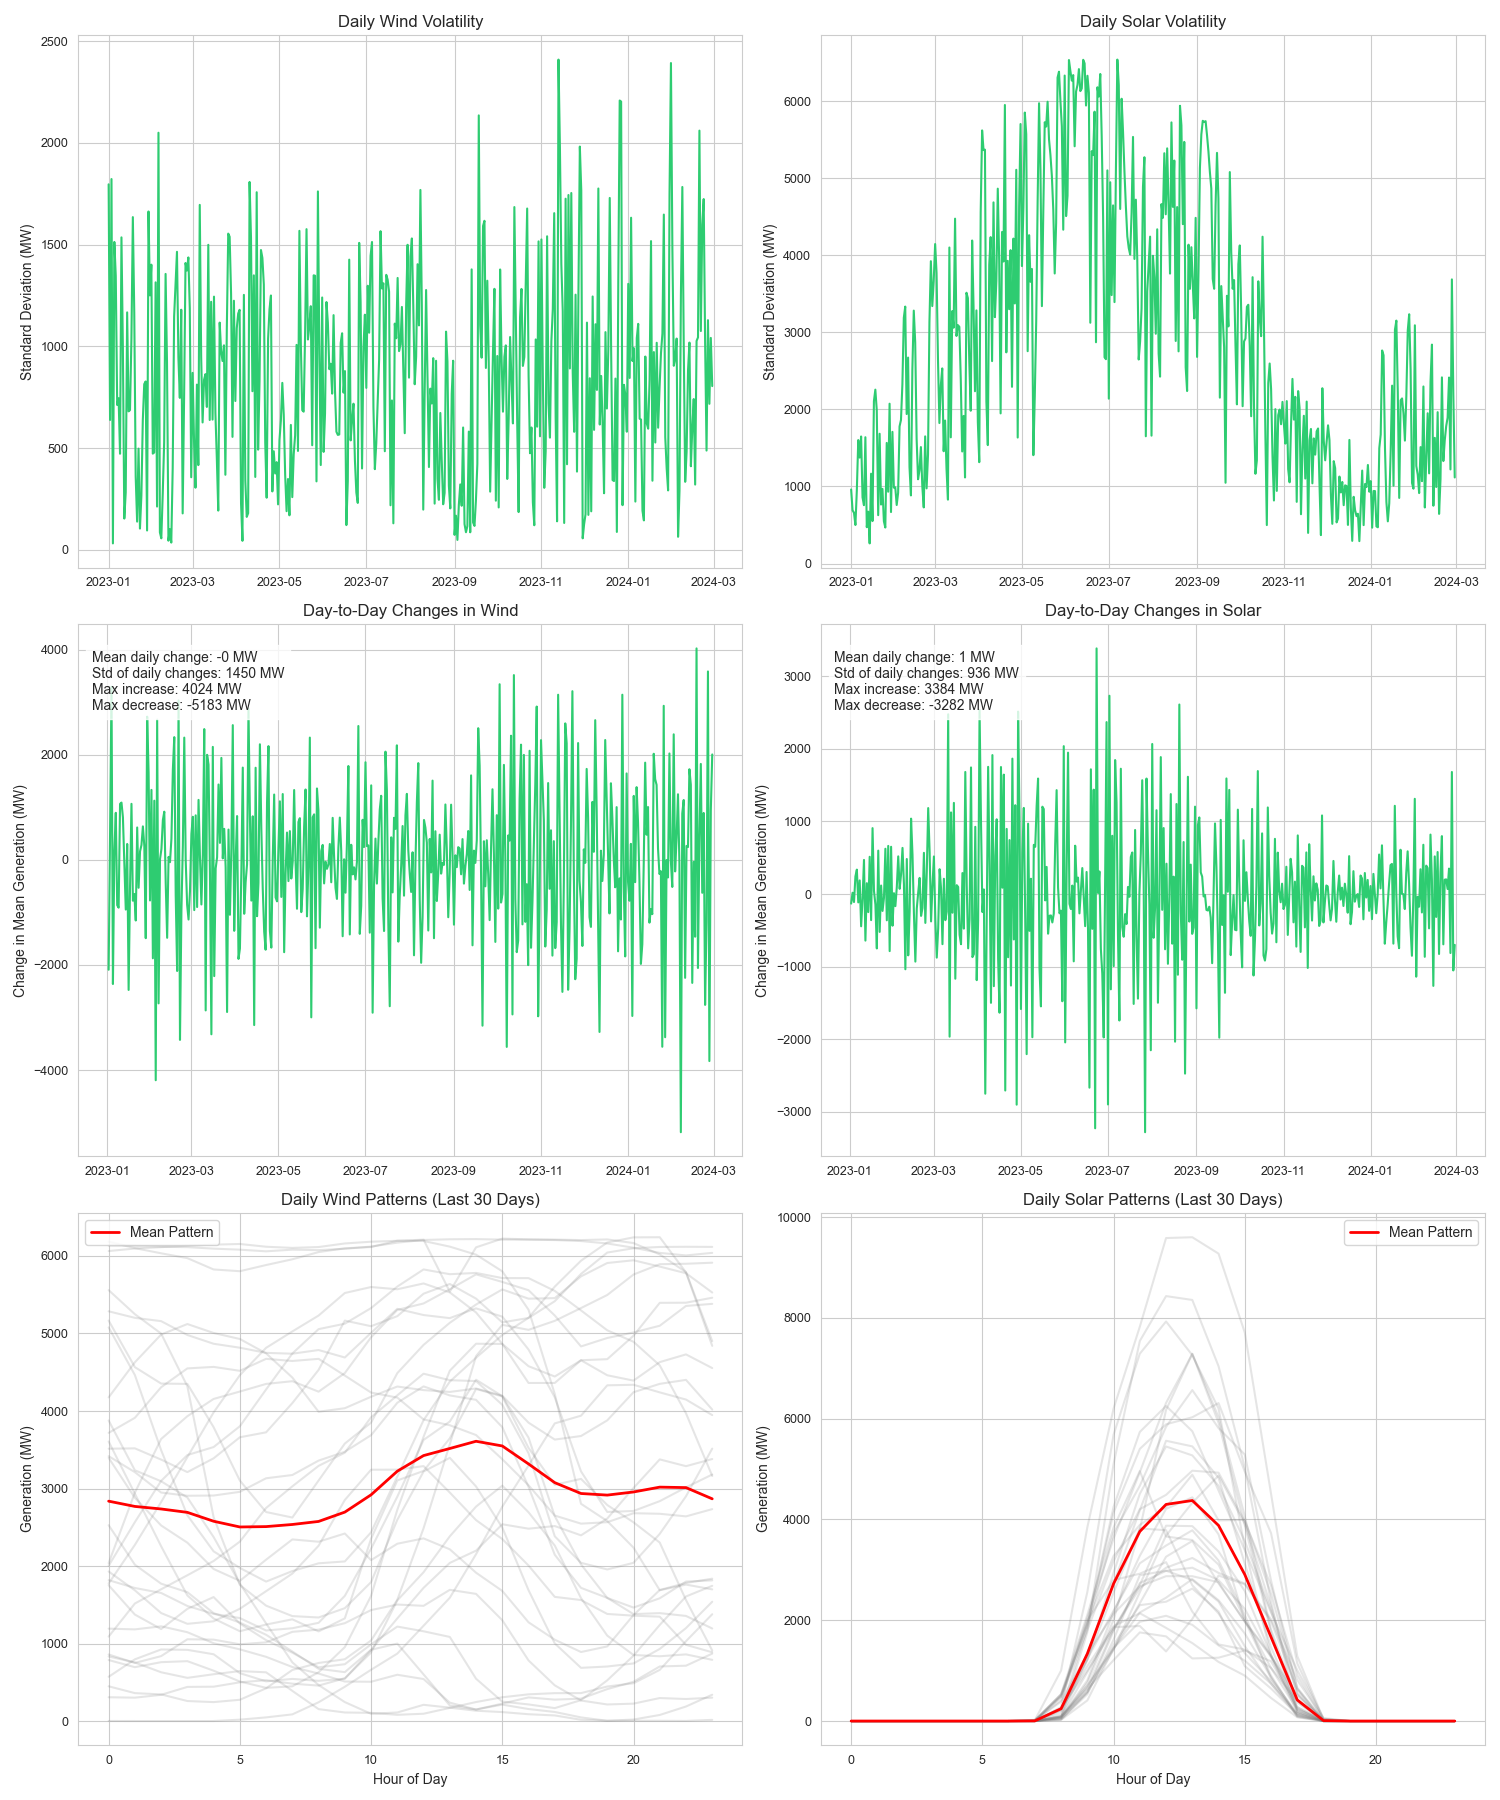 Daily Wind Volatility
Standard Deviation (MW)
2500
2000
1500
1000
500
0
2023-01 2023-03 2023-05 2023-07 2023-09 2023-11 2024-01 2024-03
Daily Solar Volatility
Standard Deviation (MW)
6000
5000
4000
3000
2000
1000
0
2023-01 2023-03 2023-05 2023-07 2023-09 2023-11 2024-01 2024-03
Day-to-Day Changes in Wind
Change in Mean Generation (MW)
4000
2000
0
−2000
−4000
Mean daily change: -0 MW
Std of daily changes: 1450 MW
Max increase: 4024 MW
Max decrease: -5183 MW
2023-01 2023-03 2023-05 2023-07 2023-09 2023-11 2024-01 2024-03
Day-to-Day Changes in Solar
Change in Mean Generation (MW)
3000
2000
1000
0
−1000
−2000
−3000
Mean daily change: 1 MW
Std of daily changes: 936 MW
Max increase: 3384 MW
Max decrease: -3282 MW
2023-01 2023-03 2023-05 2023-07 2023-09 2023-11 2024-01 2024-03
Daily Wind Patterns (Last 30 Days)
Mean Pattern
Generation (MW)
6000
5000
4000
3000
2000
1000
0
0 5 10 15 20
Hour of Day
Daily Solar Patterns (Last 30 Days)
Mean Pattern
Generation (MW)
10000
8000
6000
4000
2000
0
0 5 10 15 20
Hour of Day